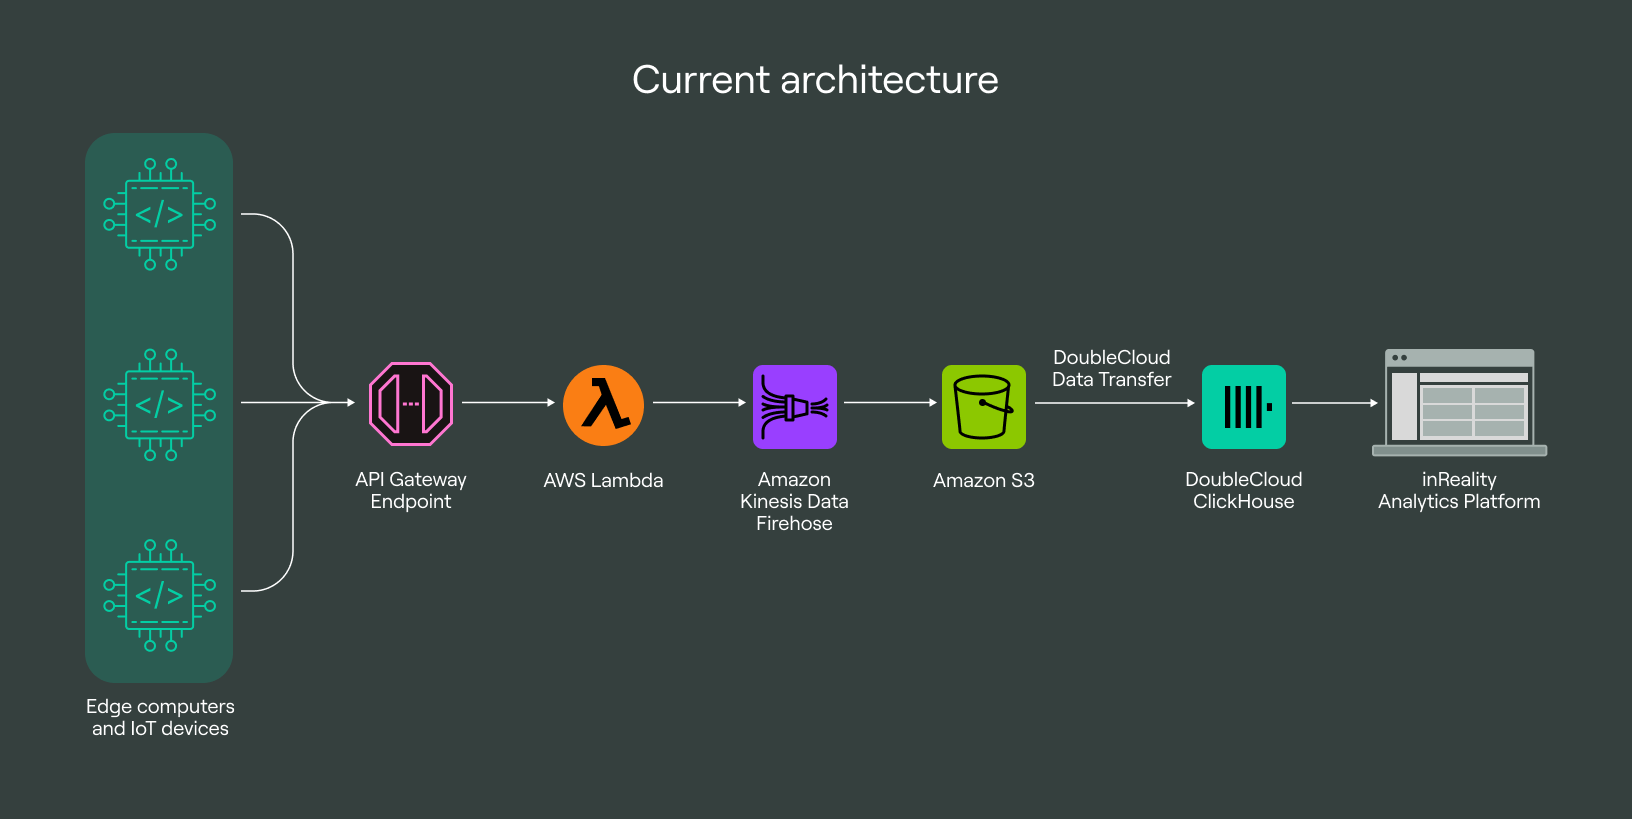 Current architecture
</>
</>
</>
Edge computers
and IoT devices
API Gateway
Endpoint
AWS Lambda
Amazon
Kinesis Data
Firehose
Amazon S3
DoubleCloud
Data Transfer
DoubleCloud
ClickHouse
inReality
Analytics Platform